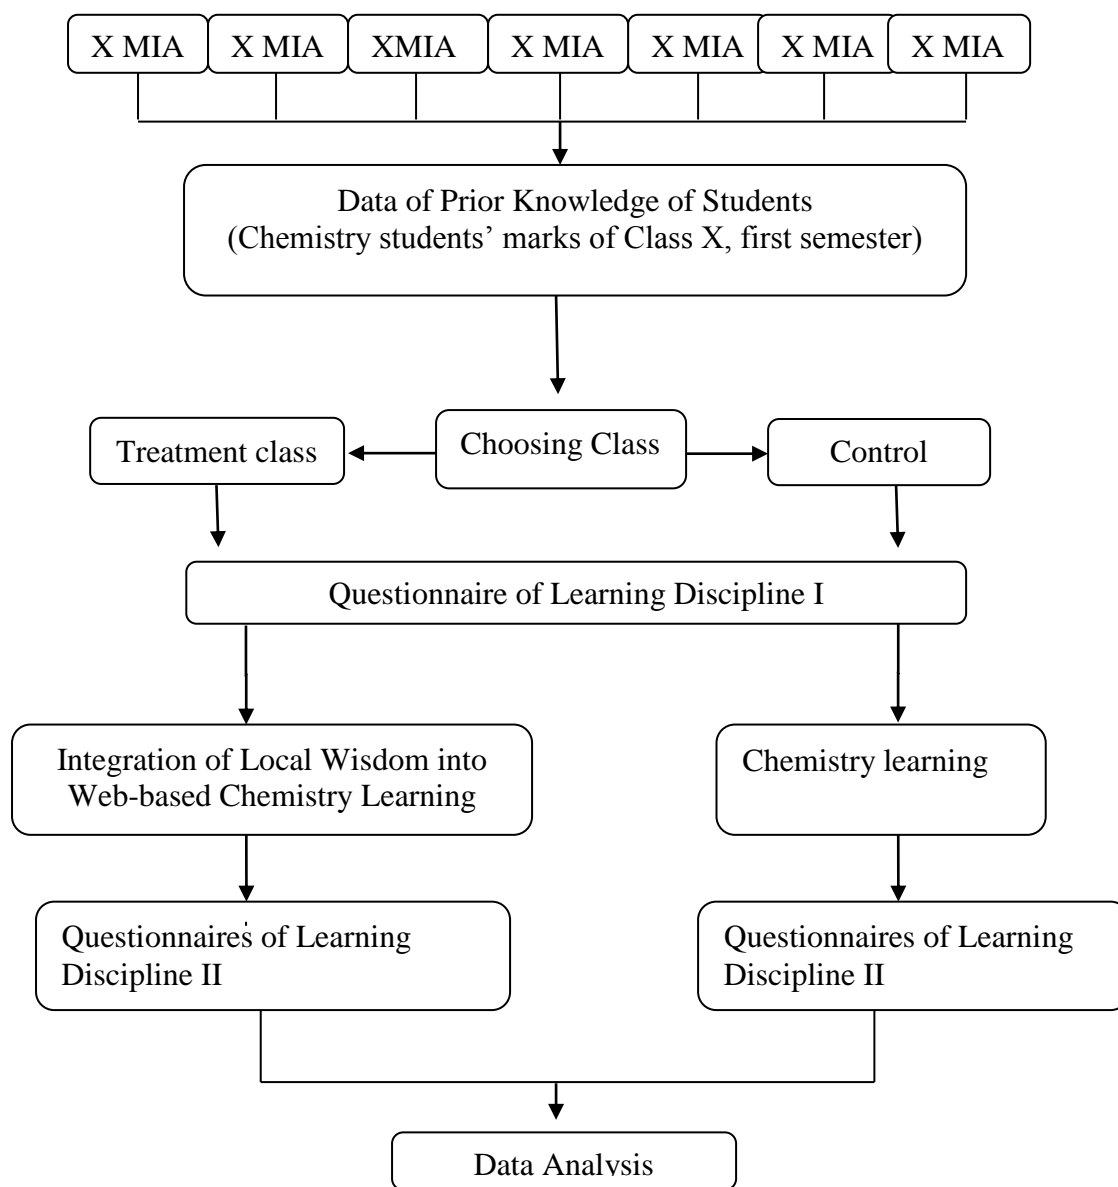 X MIA
X MIA
XMIA
X MIA
X MIA
X MIA
X MIA
Data of Prior Knowledge of Students
(Chemistry students’ marks of Class X, first semester)
Treatment class
Choosing Class
Control
Questionnaire of Learning Discipline I
Integration of Local Wisdom into
Web-based Chemistry Learning
Chemistry learning
Questionnaires of Learning
Discipline II
Questionnaires of Learning
Discipline II
Data Analysis